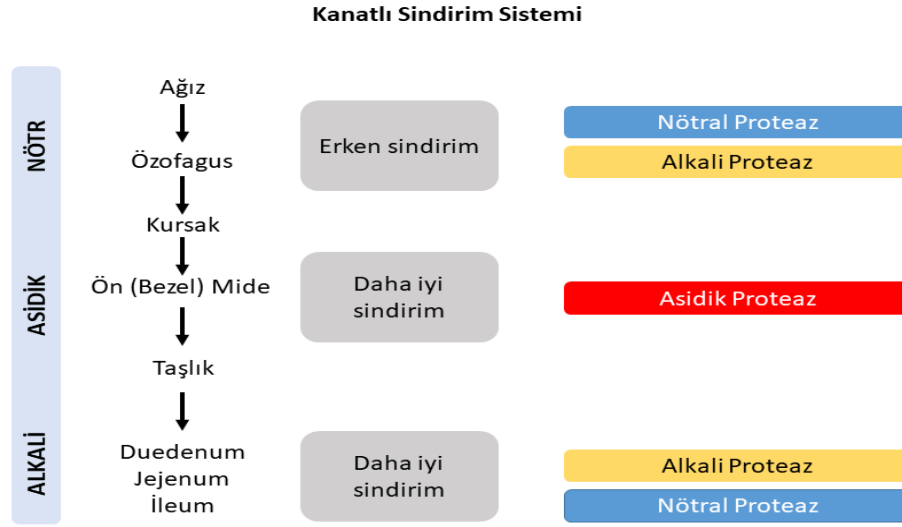 Kanatlı Sindirim Sistemi
NÖTR
Ağız
Özofagus
Kursak
Erken sindirim
Nötral Proteaz
Alkali Proteaz
ASİDİK
Ön (Bezel) Mide
Taşlık
Daha iyi
sindirim
Asidik Proteaz
ALKALİ
Duedenum
Jejenum
İleum
Daha iyi
sindirim
Alkali Proteaz
Nötral Proteaz